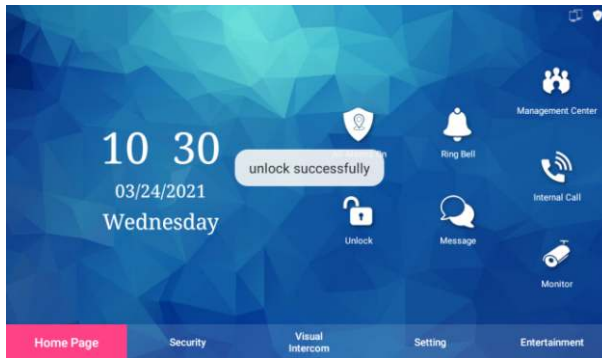 Management Center
10 30
Ring Bell
unlock successfully
03/24/2021
Internal Call
Wednesday
Unlock
Message
Monitor
Home Page
Security
Visual
Intercom
Setting
Entertainment